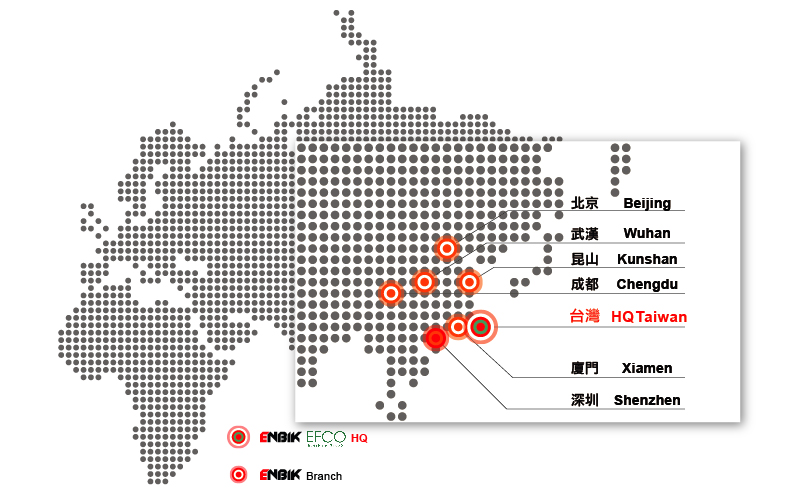 北京 Beijing
武漢 Wuhan
昆山 Kunshan
成都 Chengdu
台灣 HQ Taiwan
廈門 Xiamen
深圳 Shenzhen
ENBIK EFCO HQ
ENBIK Branch